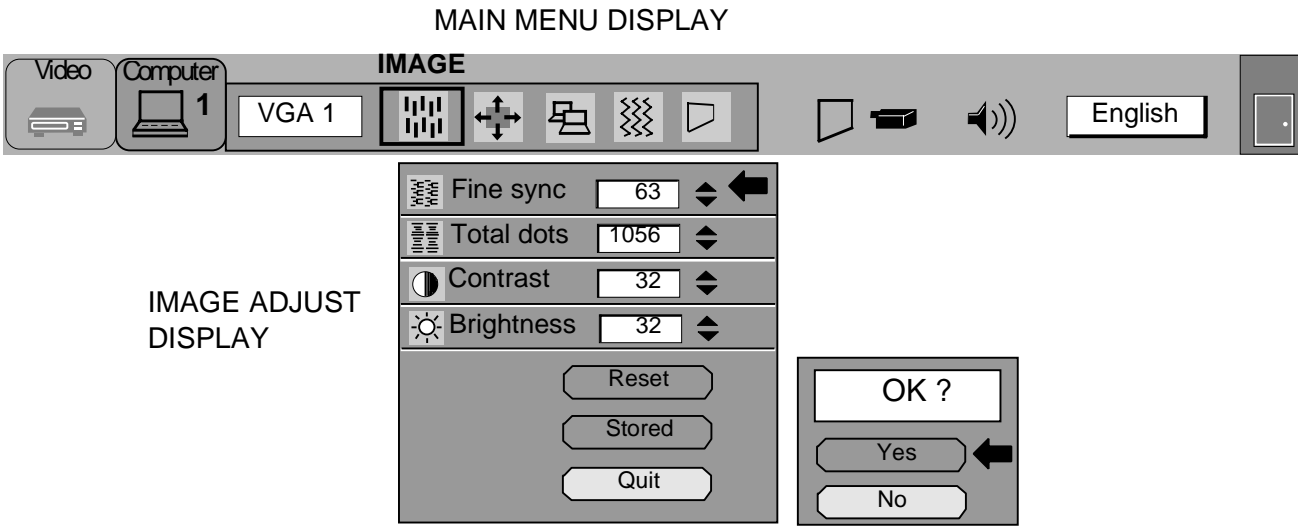 MAIN MENU DISPLAY
Video
Computer
1
IMAGE
VGA 1
English
Fine sync 63
Total dots 1056
Contrast 32
Brightness 32
IMAGE ADJUST
DISPLAY
Reset
Stored
Quit
OK ?
Yes
No